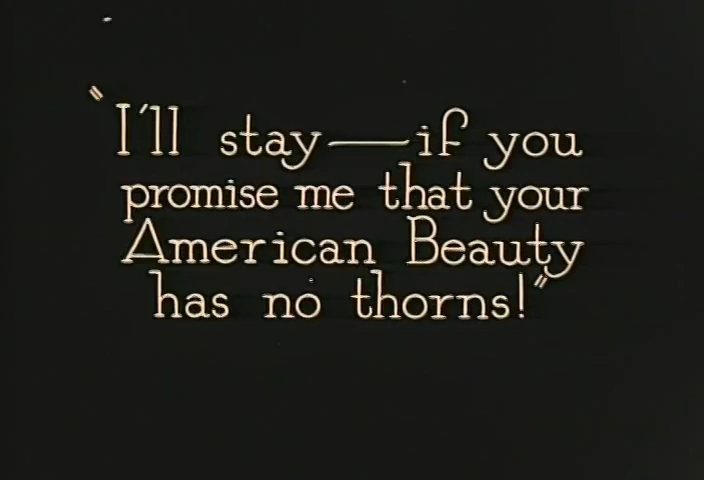 "I'll stay—if you
promise me that your
American Beauty
has no thorns!"